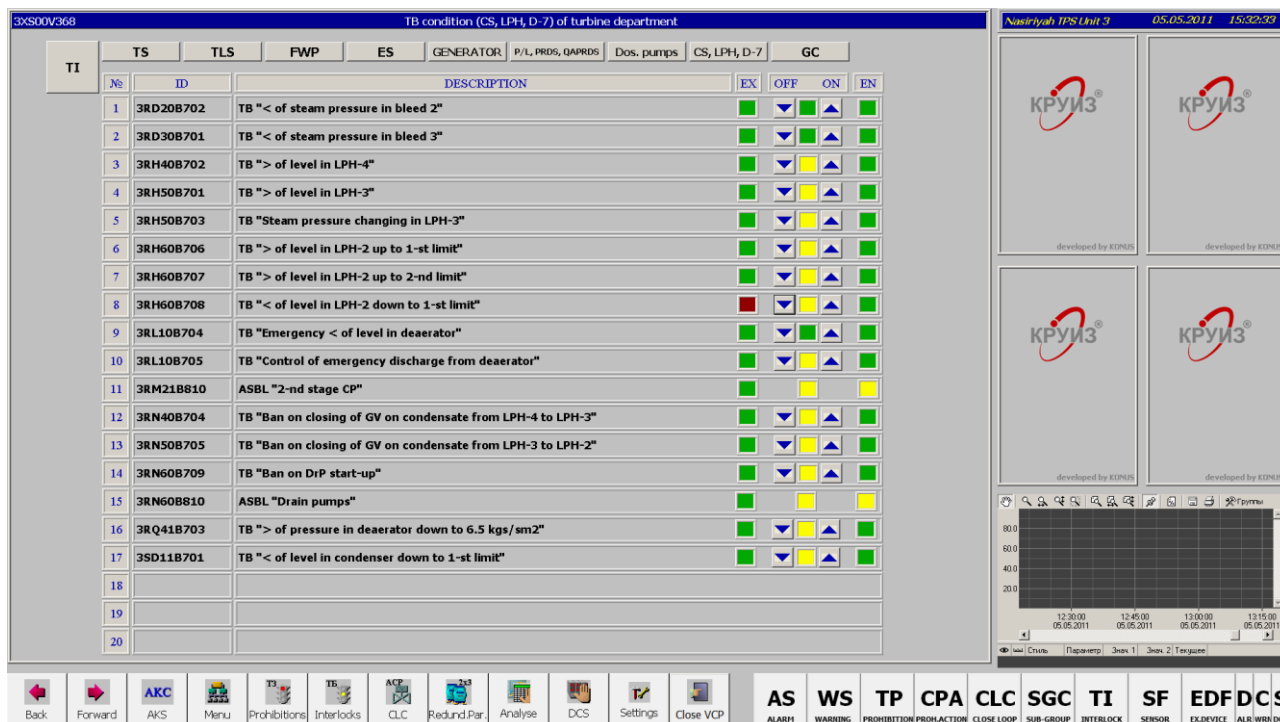 3XS00V368 TB condition (CS, LPH, D-7) of turbine department
Nasiriyah TPS Unit 3 05.05.2011 15:32:33
TI TS TLS FWP ES GENERATOR P/L, PRDS, QAPRDS Dos. pumps CS, LPH, D-7 GC
№ ID DESCRIPTION EX OFF ON EN
1 3RD20B702 TB "< of steam pressure in bleed 2"
2 3RD30B701 TB "< of steam pressure in bleed 3"
3 3RH40B702 TB "> of level in LPH-4"
4 3RH50B701 TB "> of level in LPH-3"
5 3RH50B703 TB "Steam pressure changing in LPH-3"
6 3RH60B706 TB "> of level in LPH-2 up to 1-st limit"
7 3RH60B707 TB "> of level in LPH-2 up to 2-nd limit"
8 3RH60B708 TB "< of level in LPH-2 down to 1-st limit"
9 3RL10B704 TB "Emergency < of level in deaerator"
10 3RL10B705 TB "Control of emergency discharge from deaerator"
11 3RM21B810 ASBL "2-nd stage CP"
12 3RN40B704 TB "Ban on closing of GV on condensate from LPH-4 to LPH-3"
13 3RN50B705 TB "Ban on closing of GV on condensate from LPH-3 to LPH-2"
14 3RN60B709 TB "Ban on DrP start-up"
15 3RN60B810 ASBL "Drain pumps"
16 3RQ41B703 TB "> of pressure in deaerator down to 6.5 kgs/sm2"
17 3SD11B701 TB "< of level in condenser down to 1-st limit"
18
19
20
КРУИЗ® КРУИЗ®
developed by KONUS developed by KONUS
КРУИЗ® КРУИЗ®
developed by KONUS developed by KONUS
Группы
80.0
60.0
40.0
20.0
12:30:00 12:45:00 13:00:00 13:15:00
05.05.2011 05.05.2011 05.05.2011 05.05.2011
Стиль Параметр Знач. 1 Знач. 2 Текущее
AKC ТЗ ТБ АСР 2x3
Back Forward AKS Menu Prohibitions Interlocks CLC Redund.Par. Analyse DCS Settings Close VCP
AS WS TP CPA CLC SGC TI SF EDF DCS
ALARM WARNING PROHIBITION PROH.ACTION CLOSE LOOP SUB-GROUP INTERLOCK SENSOR EX.DEVICE ALR WRN